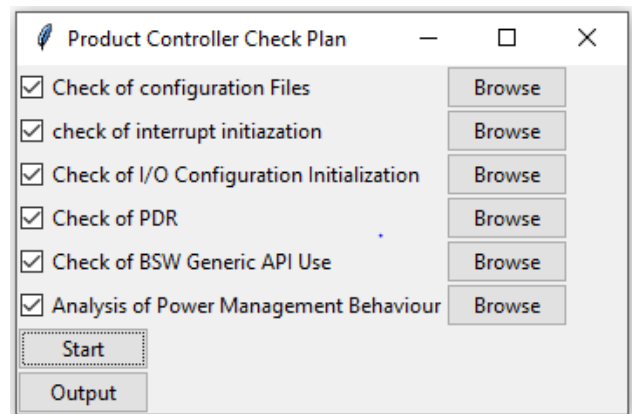 Product Controller Check Plan
Check of configuration Files Browse
check of interrupt initiazation Browse
Check of I/O Configuration Initialization Browse
Check of PDR Browse
Check of BSW Generic API Use Browse
Analysis of Power Management Behaviour Browse
Start
Output